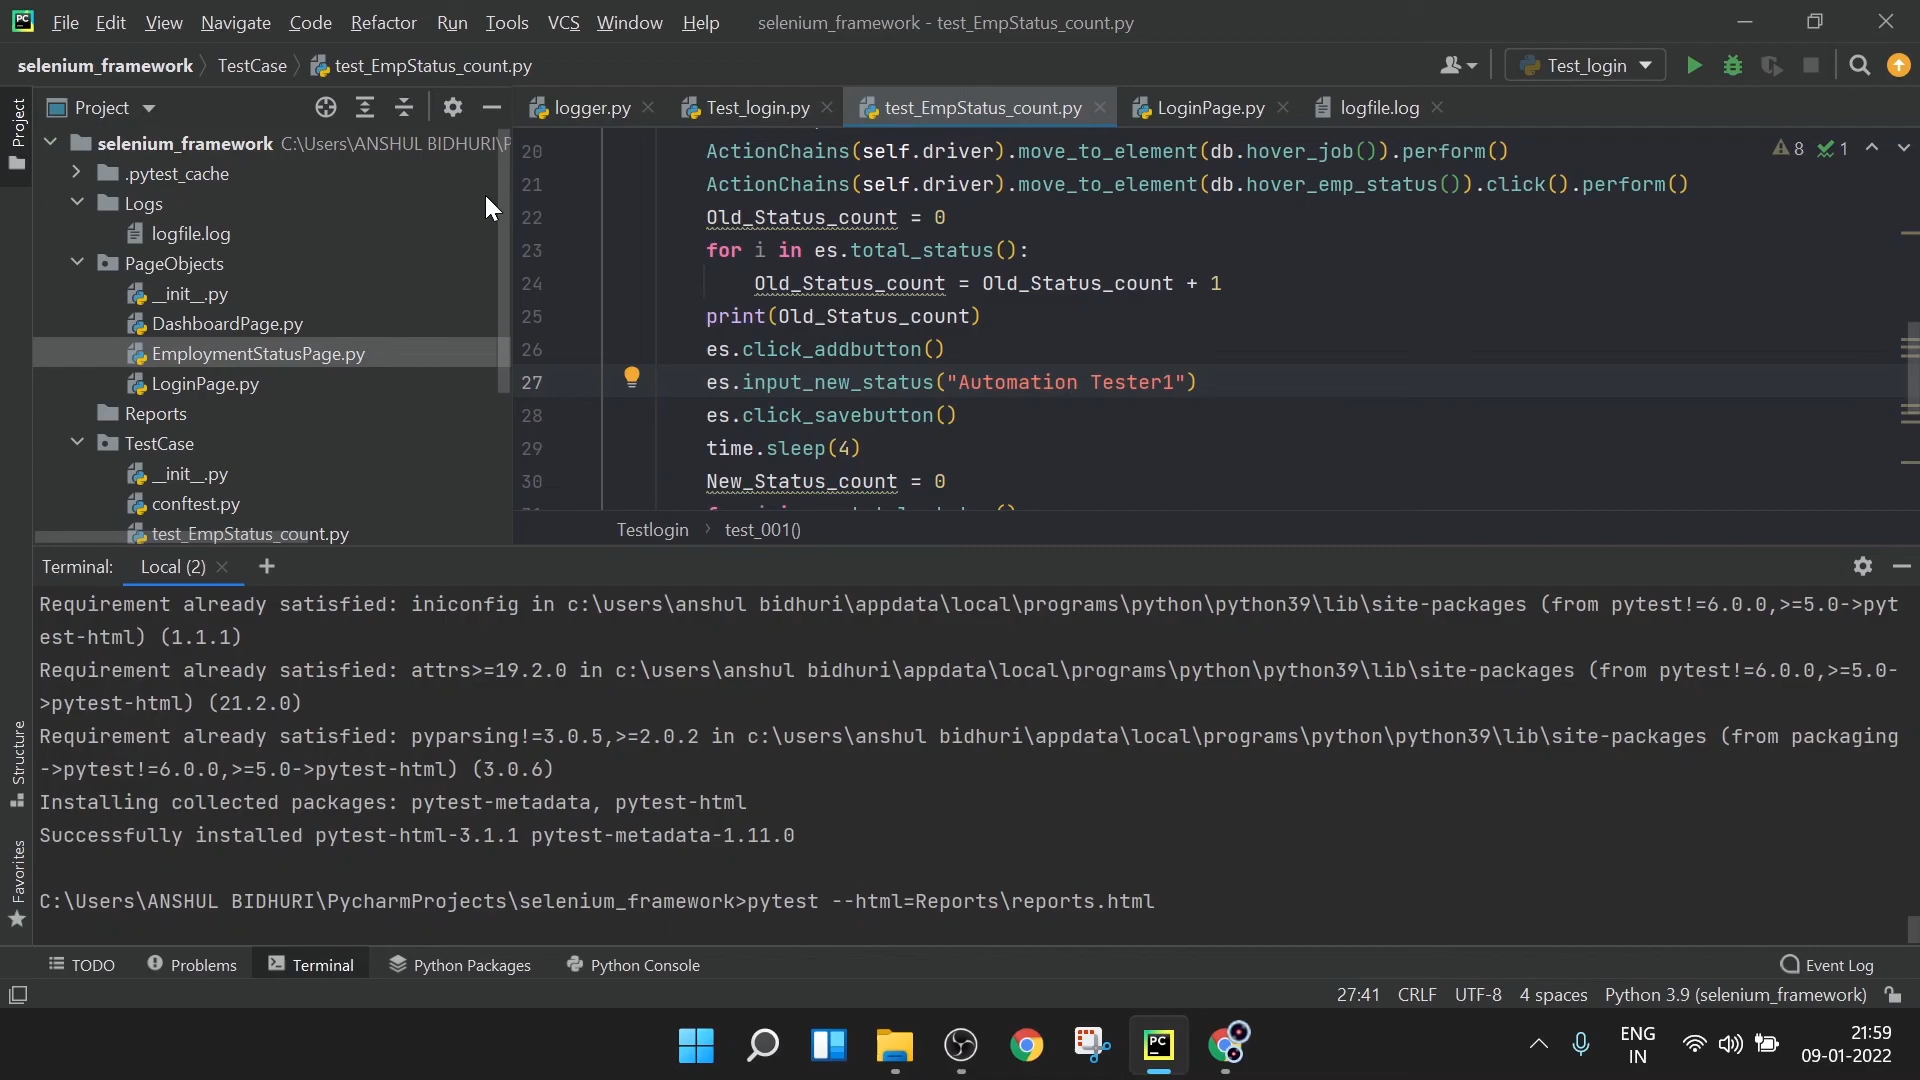 File Edit View Navigate Code Refactor Run Tools VCS Window Help selenium_framework - test_EmpStatus_count.py
selenium_framework TestCase test_EmpStatus_count.py Test_login
Project
Project
Structure
Favorites
selenium_framework C:\Users\ANSHUL BIDHURI\P
.pytest_cache
Logs
logfile.log
PageObjects
__init__.py
DashboardPage.py
EmploymentStatusPage.py
LoginPage.py
Reports
TestCase
__init__.py
conftest.py
test_EmpStatus_count.py
logger.py Test_login.py test_EmpStatus_count.py LoginPage.py logfile.log
8 1
20 ActionChains(self.driver).move_to_element(db.hover_job()).perform()
21 ActionChains(self.driver).move_to_element(db.hover_emp_status()).click().perform()
22 Old_Status_count = 0
23 for i in es.total_status():
24 Old_Status_count = Old_Status_count + 1
25 print(Old_Status_count)
26 es.click_addbutton()
27 es.input_new_status("Automation Tester1")
28 es.click_savebutton()
29 time.sleep(4)
30 New_Status_count = 0
Testlogin test_001()
Terminal: Local (2) +
Requirement already satisfied: iniconfig in c:\users\anshul bidhuri\appdata\local\programs\python\python39\lib\site-packages (from pytest!=6.0.0,>=5.0->pyt
est-html) (1.1.1)
Requirement already satisfied: attrs>=19.2.0 in c:\users\anshul bidhuri\appdata\local\programs\python\python39\lib\site-packages (from pytest!=6.0.0,>=5.0-
>pytest-html) (21.2.0)
Requirement already satisfied: pyparsing!=3.0.5,>=2.0.2 in c:\users\anshul bidhuri\appdata\local\programs\python\python39\lib\site-packages (from packaging
->pytest!=6.0.0,>=5.0->pytest-html) (3.0.6)
Installing collected packages: pytest-metadata, pytest-html
Successfully installed pytest-html-3.1.1 pytest-metadata-1.11.0
C:\Users\ANSHUL BIDHURI\PycharmProjects\selenium_framework>pytest --html=Reports\reports.html
TODO Problems Terminal Python Packages Python Console Event Log
27:41 CRLF UTF-8 4 spaces Python 3.9 (selenium_framework)
PC
ENG
IN
21:59
09-01-2022